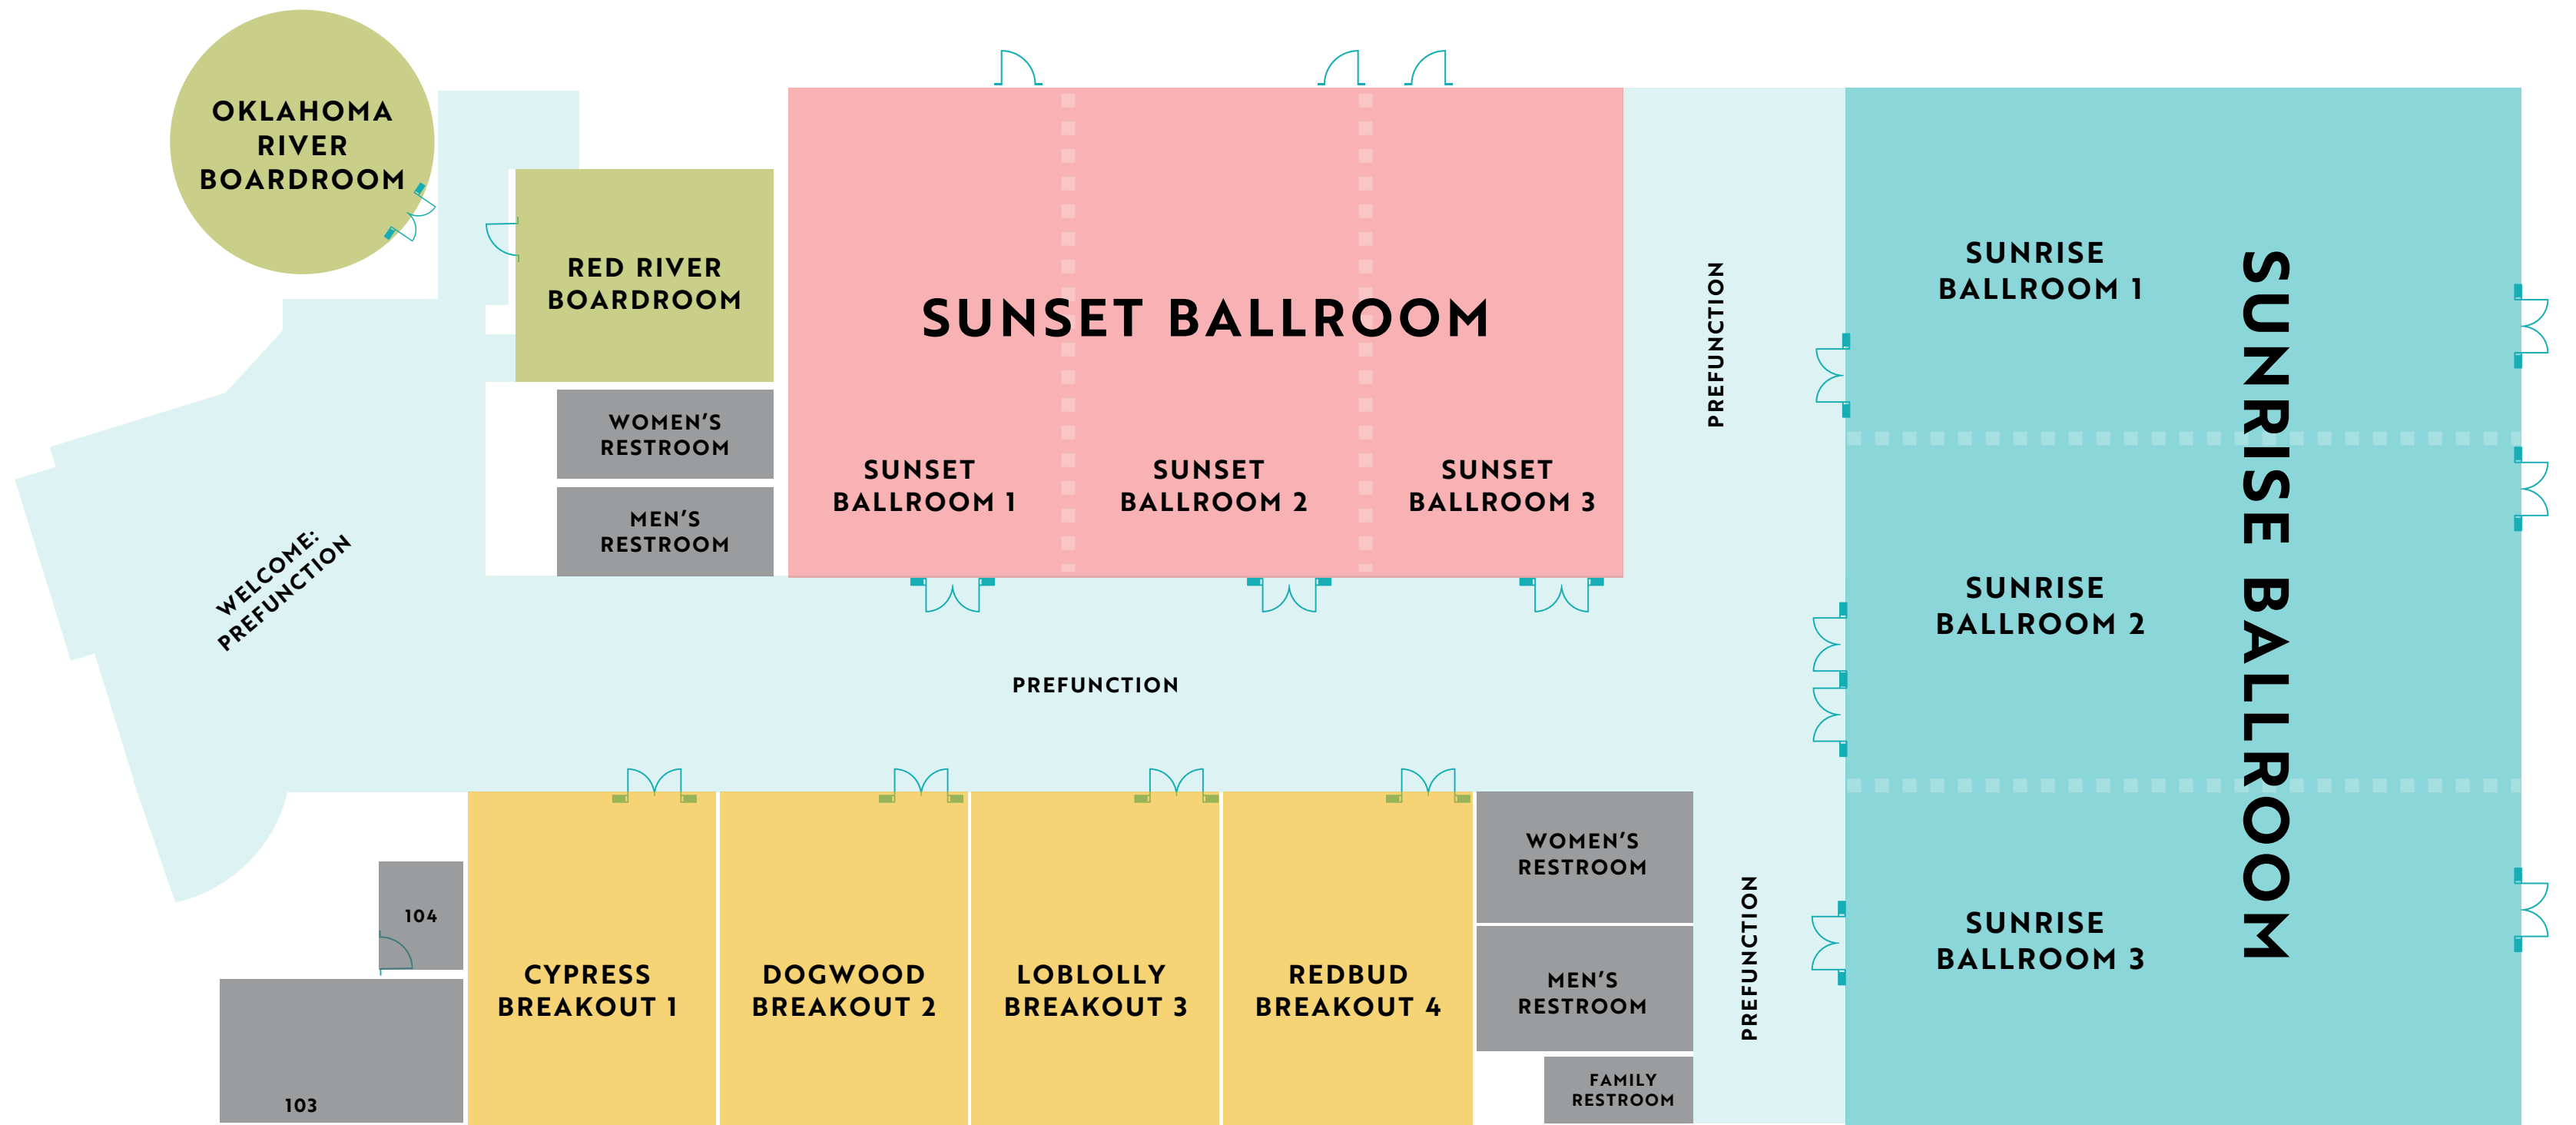 OKLAHOMA
RIVER
BOARDROOM
RED RIVER
BOARDROOM
WOMEN'S
RESTROOM
MEN'S
RESTROOM
WELCOME:
PREFUNCTION
SUNSET BALLROOM
SUNSET
BALLROOM 1
SUNSET
BALLROOM 2
SUNSET
BALLROOM 3
PREFUNCTION
PREFUNCTION
SUNRISE
BALLROOM 1
SUNRISE
BALLROOM 2
SUNRISE
BALLROOM 3
SUNRISE BALLROOM
104
103
CYPRESS
BREAKOUT 1
DOGWOOD
BREAKOUT 2
LOBLOLLY
BREAKOUT 3
REDBUD
BREAKOUT 4
WOMEN'S
RESTROOM
MEN'S
RESTROOM
FAMILY
RESTROOM
PREFUNCTION